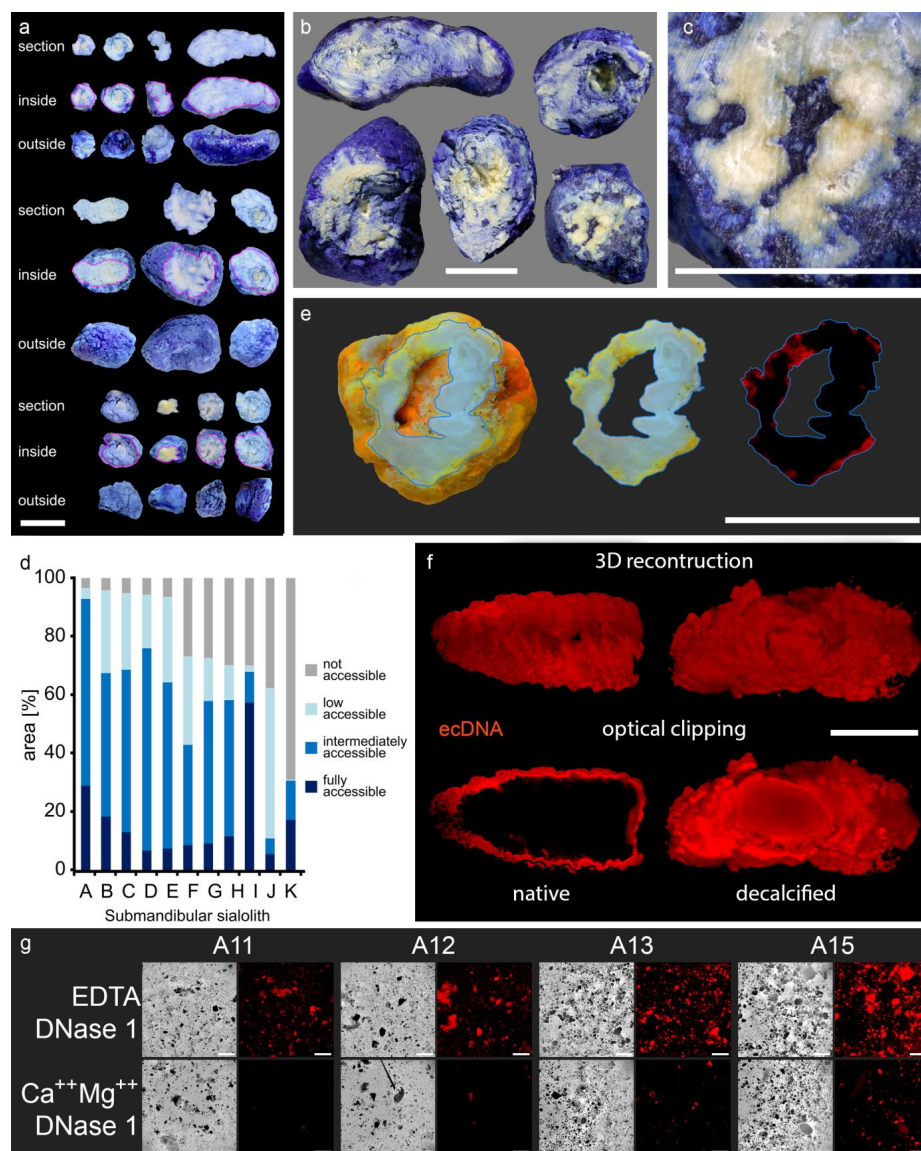 a
section
inside
outside
section
inside
outside
section
inside
outside
b
c
e
d
area [%]
100
80
60
40
20
0
A B C D E F G H I J K
Submandibular sialolith
not
accessible
low
accessible
intermediately
accessible
fully
accessible
f
3D recontruction
ecDNA
optical clipping
native
decalcified
g
A11 A12 A13 A15
EDTA
DNase 1
Ca++Mg++
DNase 1